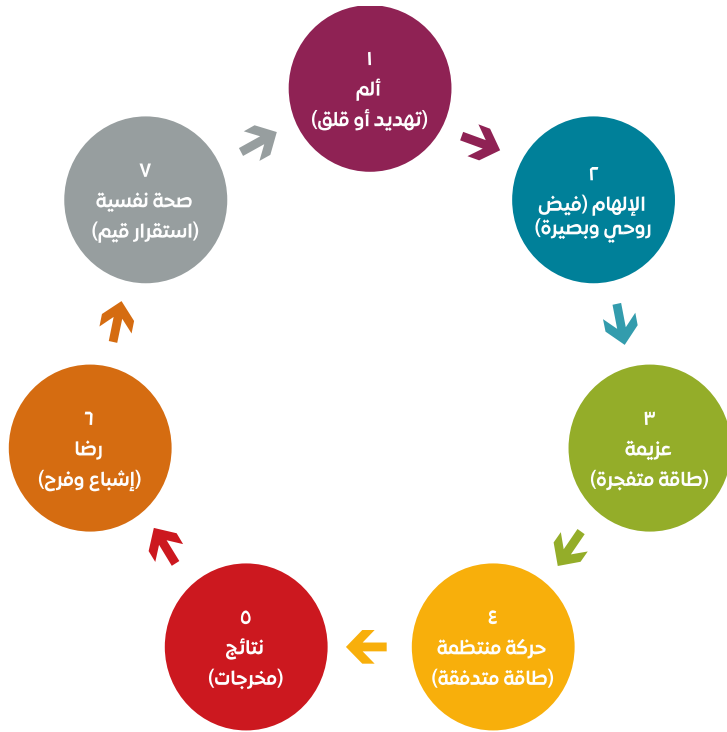 ١
ألم
(تهديد أو قلق)
٢
الإلهام (فيض
روحي وبصيرة)
٣
عزيمة
(طاقة متفجرة)
٤
حركة منتظمة
(طاقة متدفقة)
٥
نتائج
(مخرجات)
٦
رضا
(إشباع وفرح)
٧
صحة نفسية
(استقرار قيم)